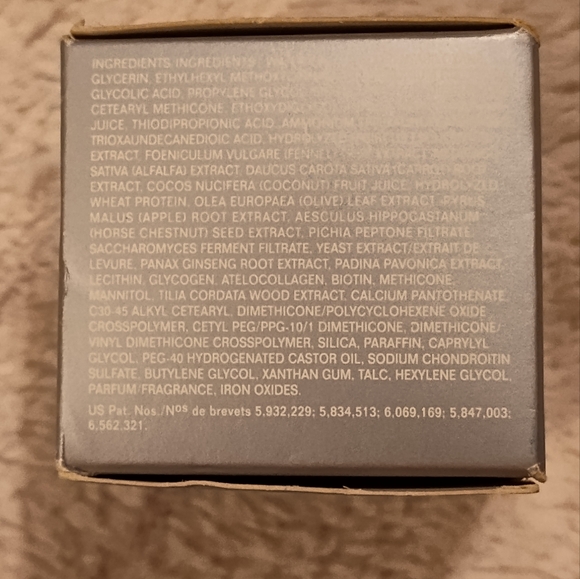 INGREDIENTS INGREDIENTS:
GLYCERIN, ETHYLHEXYL
GLYCOLIC ACID, PROPYLENE
CETEARYL METHICONE,
JUICE, THIODIPROPIONIC ACID,
TRIOXAUNDECANEDIOIC ACID,
EXTRACT, FOENICULUM VULGARE (FENNEL)
SATIVA (ALFALFA) EXTRACT, DAUCUS CAROTA SATIVA (CARROT) ROOT
EXTRACT, COCOS NUCIFERA (COCONUT) FRUIT JUICE, HYDROLYZED
WHEAT PROTEIN, OLEA EUROPAEA (OLIVE) LEAF EXTRACT, PYRUS
MALUS (APPLE) ROOT EXTRACT, AESCULUS HIPPOCASTANUM
(HORSE CHESTNUT) SEED EXTRACT, PICHIA PEPTONE FILTRATE,
SACCHAROMYCES FERMENT FILTRATE, YEAST EXTRACT/EXTRAIT DE
LEVURE, PANAX GINSENG ROOT EXTRACT, PADINA PAVONICA EXTRACT,
LECITHIN, GLYCOGEN, ATELOCOLLAGEN, BIOTIN, METHICONE,
MANNITOL, TILIA CORDATA WOOD EXTRACT, CALCIUM PANTOTHENATE,
C30-45 ALKYL CETEARYL, DIMETHICONE/POLYCYCLOHEXENE OXIDE
CROSSPOLYMER, CETYL PEG/PPG-10/1 DIMETHICONE, DIMETHICONE/
VINYL DIMETHICONE CROSSPOLYMER, SILICA, PARAFFIN, CAPRYLYL
GLYCOL, PEG-40 HYDROGENATED CASTOR OIL, SODIUM CHONDROITIN
SULFATE, BUTYLENE GLYCOL, XANTHAN GUM, TALC, HEXYLENE GLYCOL,
PARFUM/FRAGRANCE, IRON OXIDES.
US Pat. Nos./Nos de brevets 5,932,229; 5,834,513; 6,069,169; 5,847,003;
6,562,321.